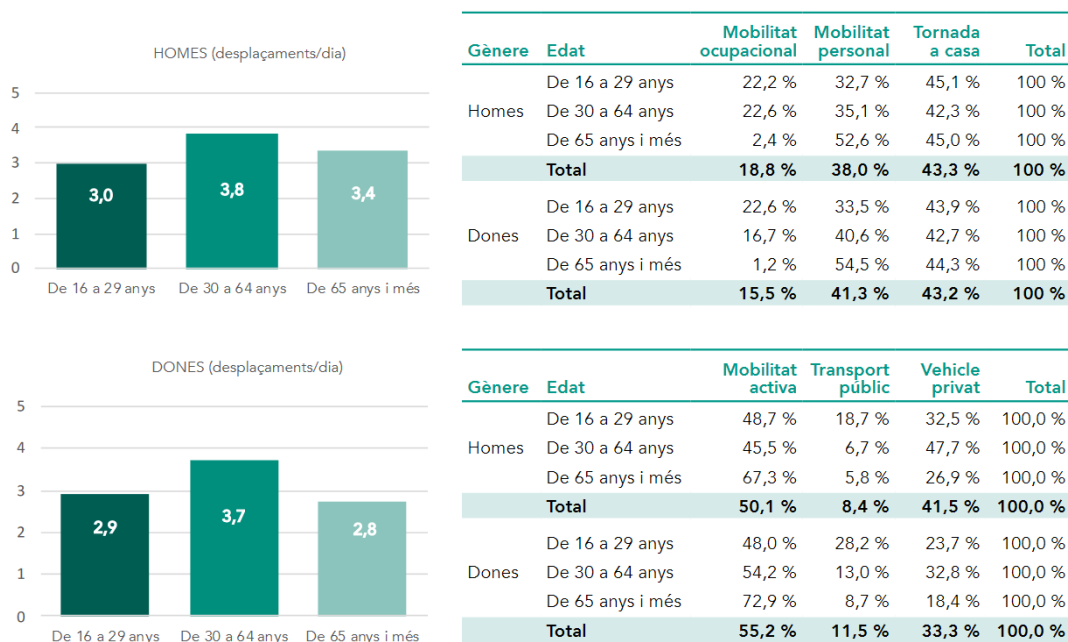 HOMES (desplaçaments/dia)
5
4
3
2
1
0
3,0
3,8
3,4
De 16 a 29 anys De 30 a 64 anys De 65 anys i més
Gènere Edat Mobilitat ocupacional Mobilitat personal Tornada a casa Total
De 16 a 29 anys 22,2 % 32,7 % 45,1 % 100 %
Homes De 30 a 64 anys 22,6 % 35,1 % 42,3 % 100 %
De 65 anys i més 2,4 % 52,6 % 45,0 % 100 %
Total 18,8 % 38,0 % 43,3 % 100 %
De 16 a 29 anys 22,6 % 33,5 % 43,9 % 100 %
Dones De 30 a 64 anys 16,7 % 40,6 % 42,7 % 100 %
De 65 anys i més 1,2 % 54,5 % 44,3 % 100 %
Total 15,5 % 41,3 % 43,2 % 100 %
DONES (desplaçaments/dia)
5
4
3
2
1
0
2,9
3,7
2,8
De 16 a 29 anys De 30 a 64 anys De 65 anys i més
Gènere Edat Mobilitat activa Transport públic Vehicle privat Total
De 16 a 29 anys 48,7 % 18,7 % 32,5 % 100,0 %
Homes De 30 a 64 anys 45,5 % 6,7 % 47,7 % 100,0 %
De 65 anys i més 67,3 % 5,8 % 26,9 % 100,0 %
Total 50,1 % 8,4 % 41,5 % 100,0 %
De 16 a 29 anys 48,0 % 28,2 % 23,7 % 100,0 %
Dones De 30 a 64 anys 54,2 % 13,0 % 32,8 % 100,0 %
De 65 anys i més 72,9 % 8,7 % 18,4 % 100,0 %
Total 55,2 % 11,5 % 33,3 % 100,0 %